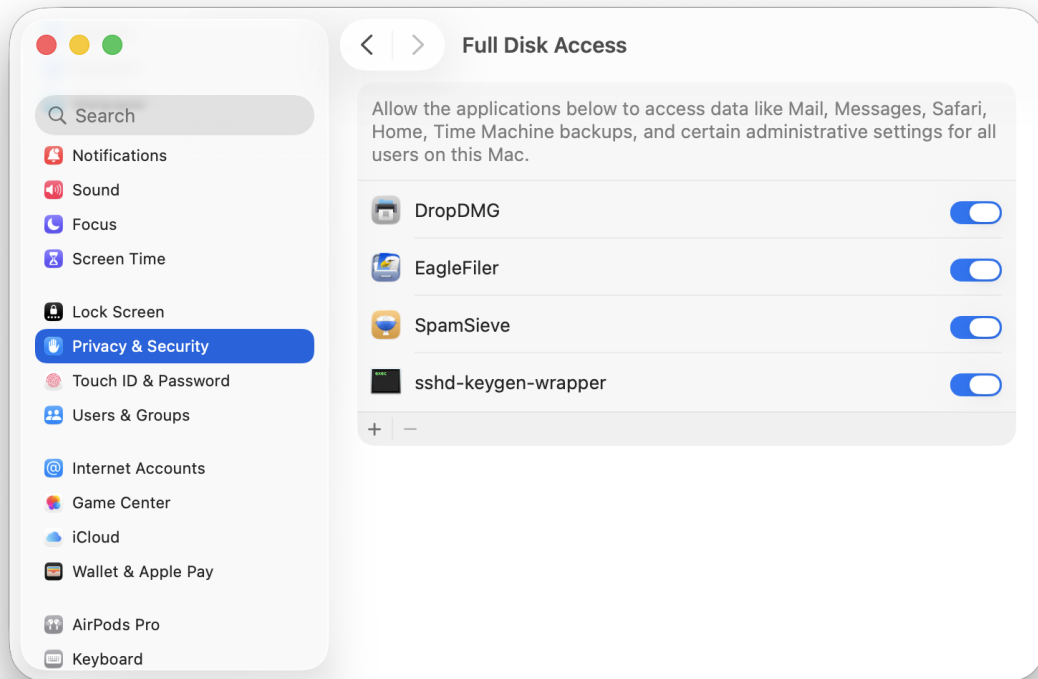 Search
Notifications
Sound
Focus
Screen Time
Lock Screen
Privacy & Security
Touch ID & Password
Users & Groups
Internet Accounts
Game Center
iCloud
Wallet & Apple Pay
AirPods Pro
Keyboard
Full Disk Access
Allow the applications below to access data like Mail, Messages, Safari,
Home, Time Machine backups, and certain administrative settings for all
users on this Mac.
DropDMG
EagleFiler
SpamSieve
exec
sshd-keygen-wrapper